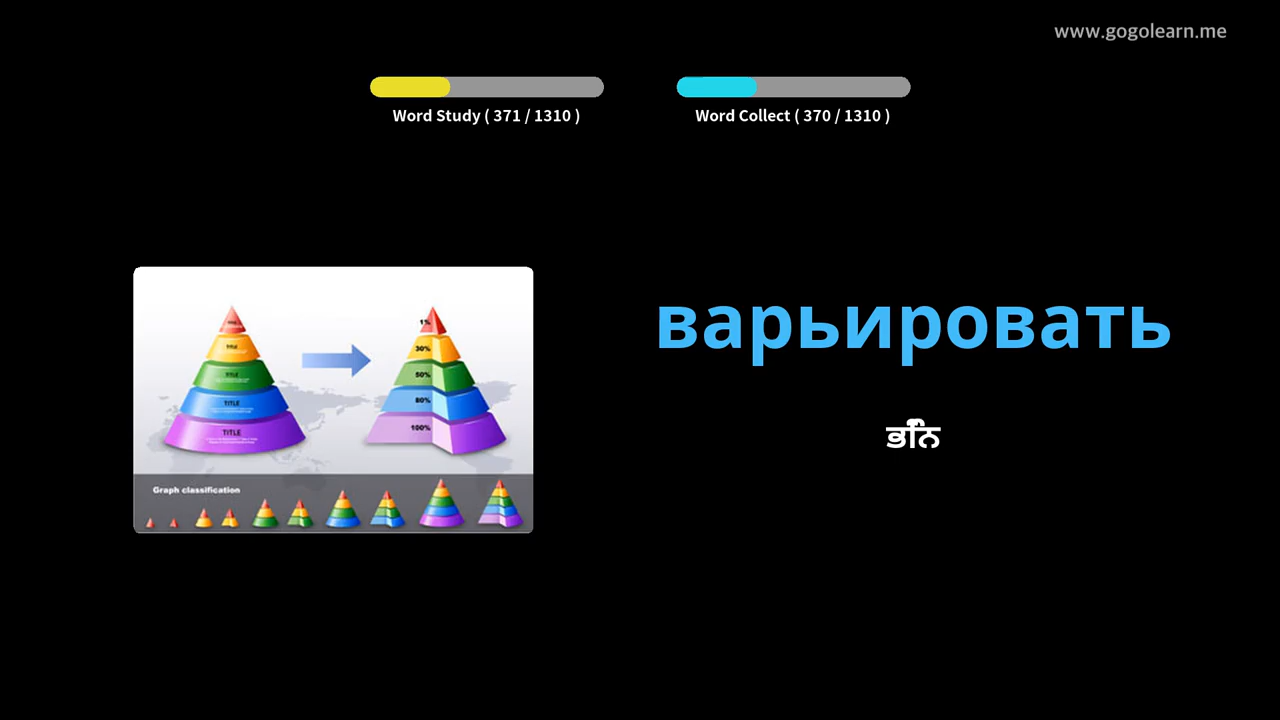 www.gogolearn.me
Word Study ( 371 / 1310 )
Word Collect ( 370 / 1310 )
варьировать
ਭਿੰਨ
TITLE
TITLE
TITLE
TITLE
1%
30%
50%
80%
100%
Graph classification